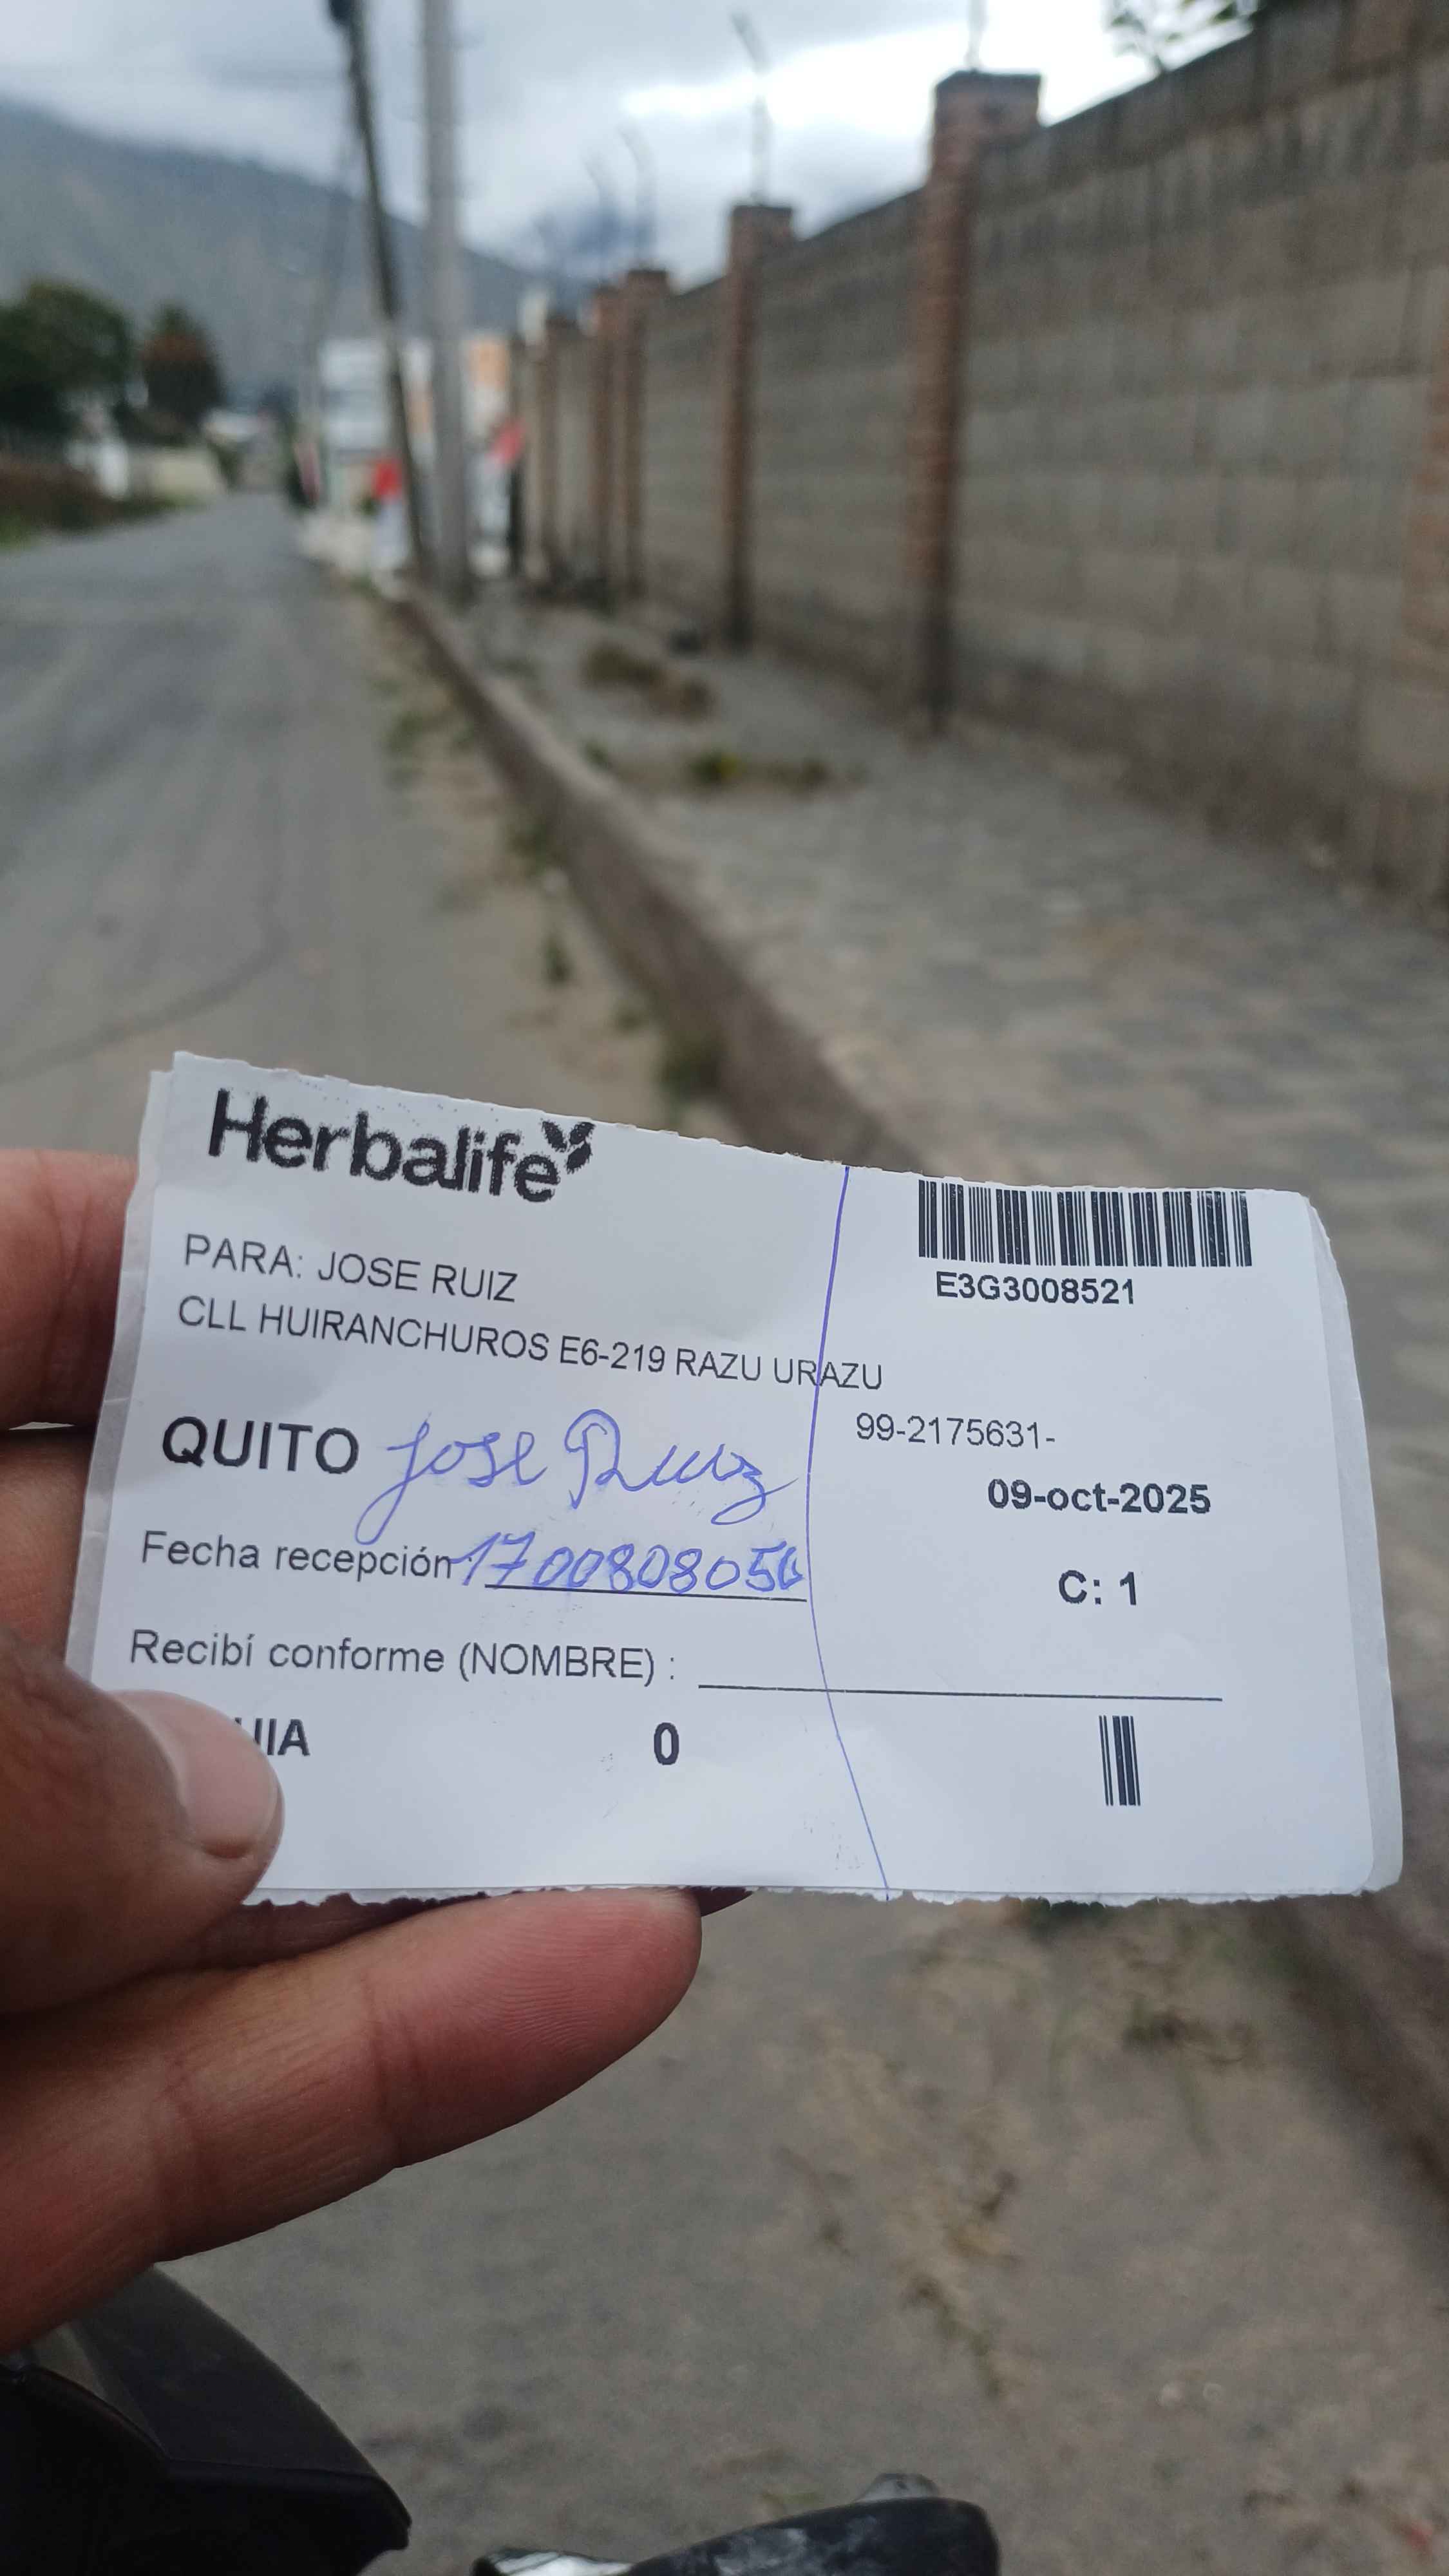 Herbalife
E3G3008521
PARA: JOSE RUIZ
CLL HUIRANCHUROS E6-219 RAZU URAZU
99-2175631-
QUITO Jose Ruiz
09-oct-2025
Fecha recepción 1700808056
C: 1
Recibí conforme (NOMBRE) :
UIA 0